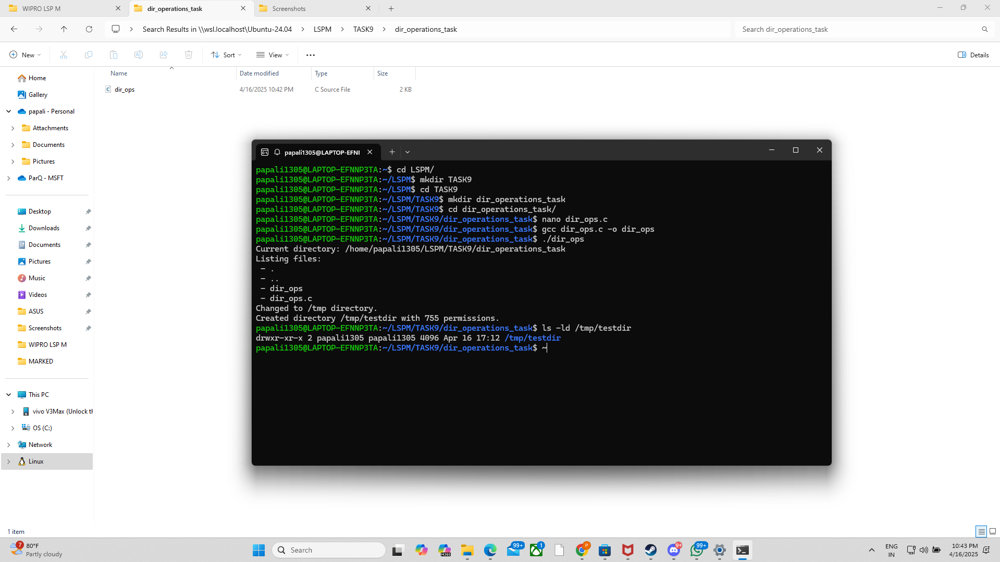 WIPRO LSP M
dir_operations_task
Screenshots
Search Results in \\wsl.localhost\Ubuntu-24.04 > LSPM > TASK9 > dir_operations_task
Search dir_operations_task
New
Sort
View
Details
Name
Date modified
Type
Size
dir_ops
4/16/2025 10:42 PM
C Source File
2 KB
Home
Gallery
papali - Personal
Attachments
Documents
Pictures
ParQ - MSFT
Desktop
Downloads
Documents
Pictures
Music
Videos
ASUS
Screenshots
WIPRO LSP M
MARKED
This PC
vivo V3Max (Unlock th
OS (C:)
Network
Linux
1 item
papali1305@LAPTOP-EFNI
papali1305@LAPTOP-EFNNP3TA:~$ cd LSPM/
papali1305@LAPTOP-EFNNP3TA:~/LSPM$ mkdir TASK9
papali1305@LAPTOP-EFNNP3TA:~/LSPM$ cd TASK9
papali1305@LAPTOP-EFNNP3TA:~/LSPM/TASK9$ mkdir dir_operations_task
papali1305@LAPTOP-EFNNP3TA:~/LSPM/TASK9$ cd dir_operations_task/
papali1305@LAPTOP-EFNNP3TA:~/LSPM/TASK9/dir_operations_task$ nano dir_ops.c
papali1305@LAPTOP-EFNNP3TA:~/LSPM/TASK9/dir_operations_task$ gcc dir_ops.c -o dir_ops
papali1305@LAPTOP-EFNNP3TA:~/LSPM/TASK9/dir_operations_task$ ./dir_ops
Current directory: /home/papali1305/LSPM/TASK9/dir_operations_task
Listing files:
- .
- ..
- dir_ops
- dir_ops.c
Changed to /tmp directory.
Created directory /tmp/testdir with 755 permissions.
papali1305@LAPTOP-EFNNP3TA:~/LSPM/TASK9/dir_operations_task$ ls -ld /tmp/testdir
drwxr-xr-x 2 papali1305 papali1305 4096 Apr 16 17:12 /tmp/testdir
papali1305@LAPTOP-EFNNP3TA:~/LSPM/TASK9/dir_operations_task$ ~
7
80°F
Partly cloudy
Search
M365
99+
1
P
9+
99+
ENG
IN
10:43 PM
4/16/2025